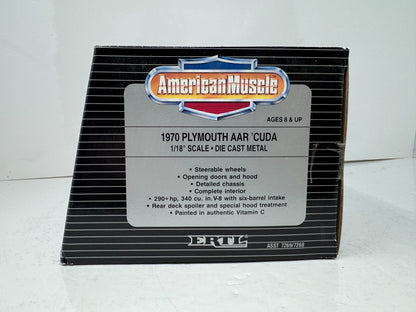 American Muscle
AGES 8 & UP
1970 PLYMOUTH AAR 'CUDA
1/18" SCALE • DIE CAST METAL
• Steerable wheels
• Opening doors and hood
• Detailed chassis
• Complete interior
• 290+hp, 340 cu. in. V-8 with six-barrel intake
• Rear deck spoiler and special hood treatment
• Painted in authentic Vitamin C
ERTL
ASST 7269/7268